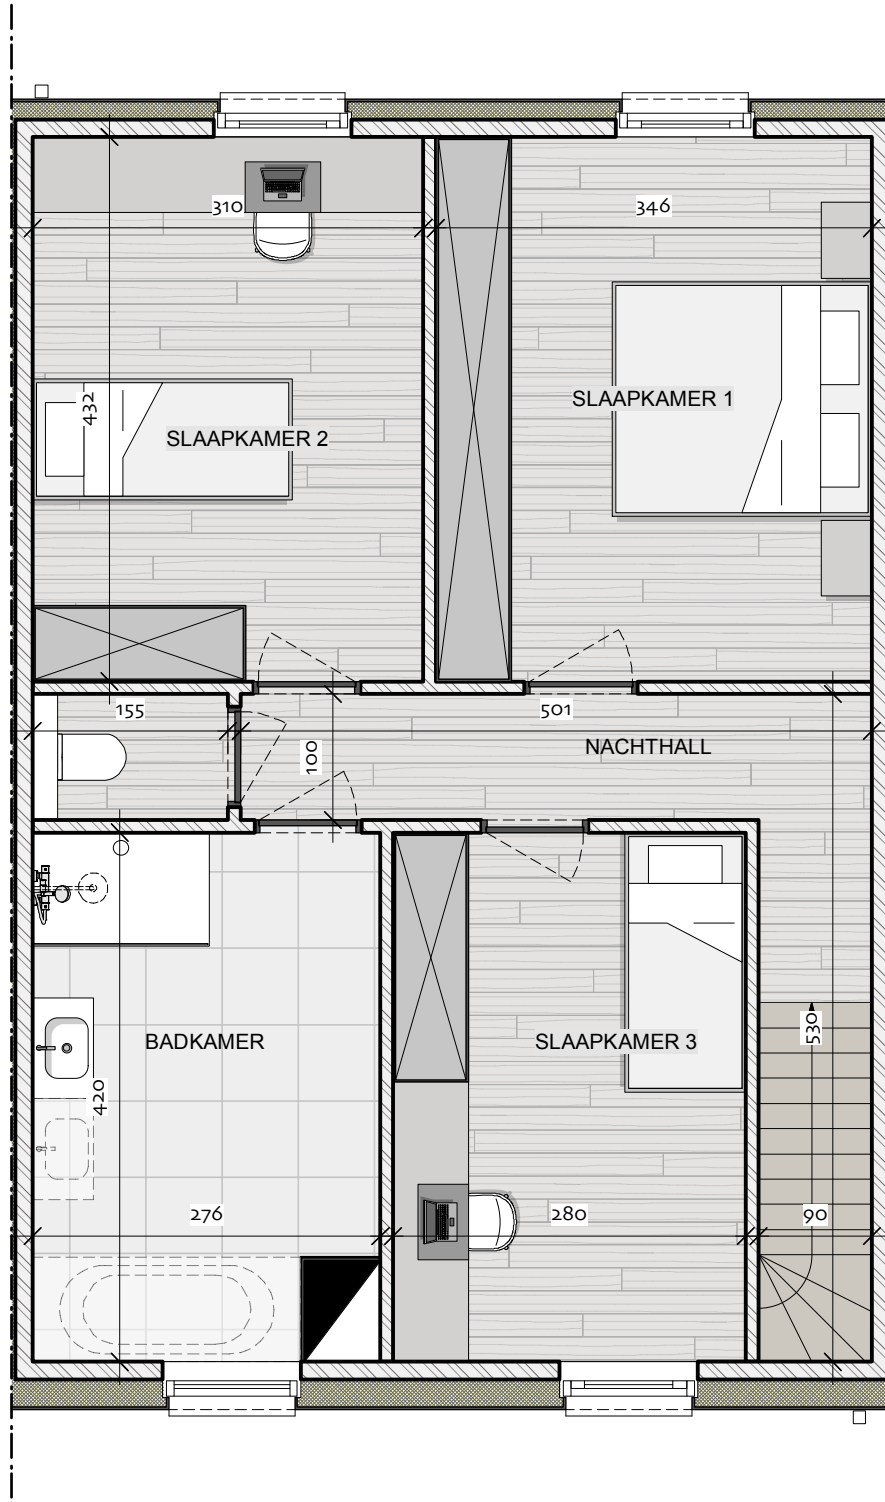 310
346
432
SLAAPKAMER 1
SLAAPKAMER 2
155
501
100
NACHTHALL
530
BADKAMER
SLAAPKAMER 3
420
276
280
90